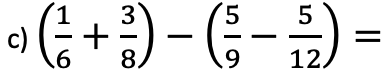 c) (1/6 + 3/8) − (5/9 − 5/12) =